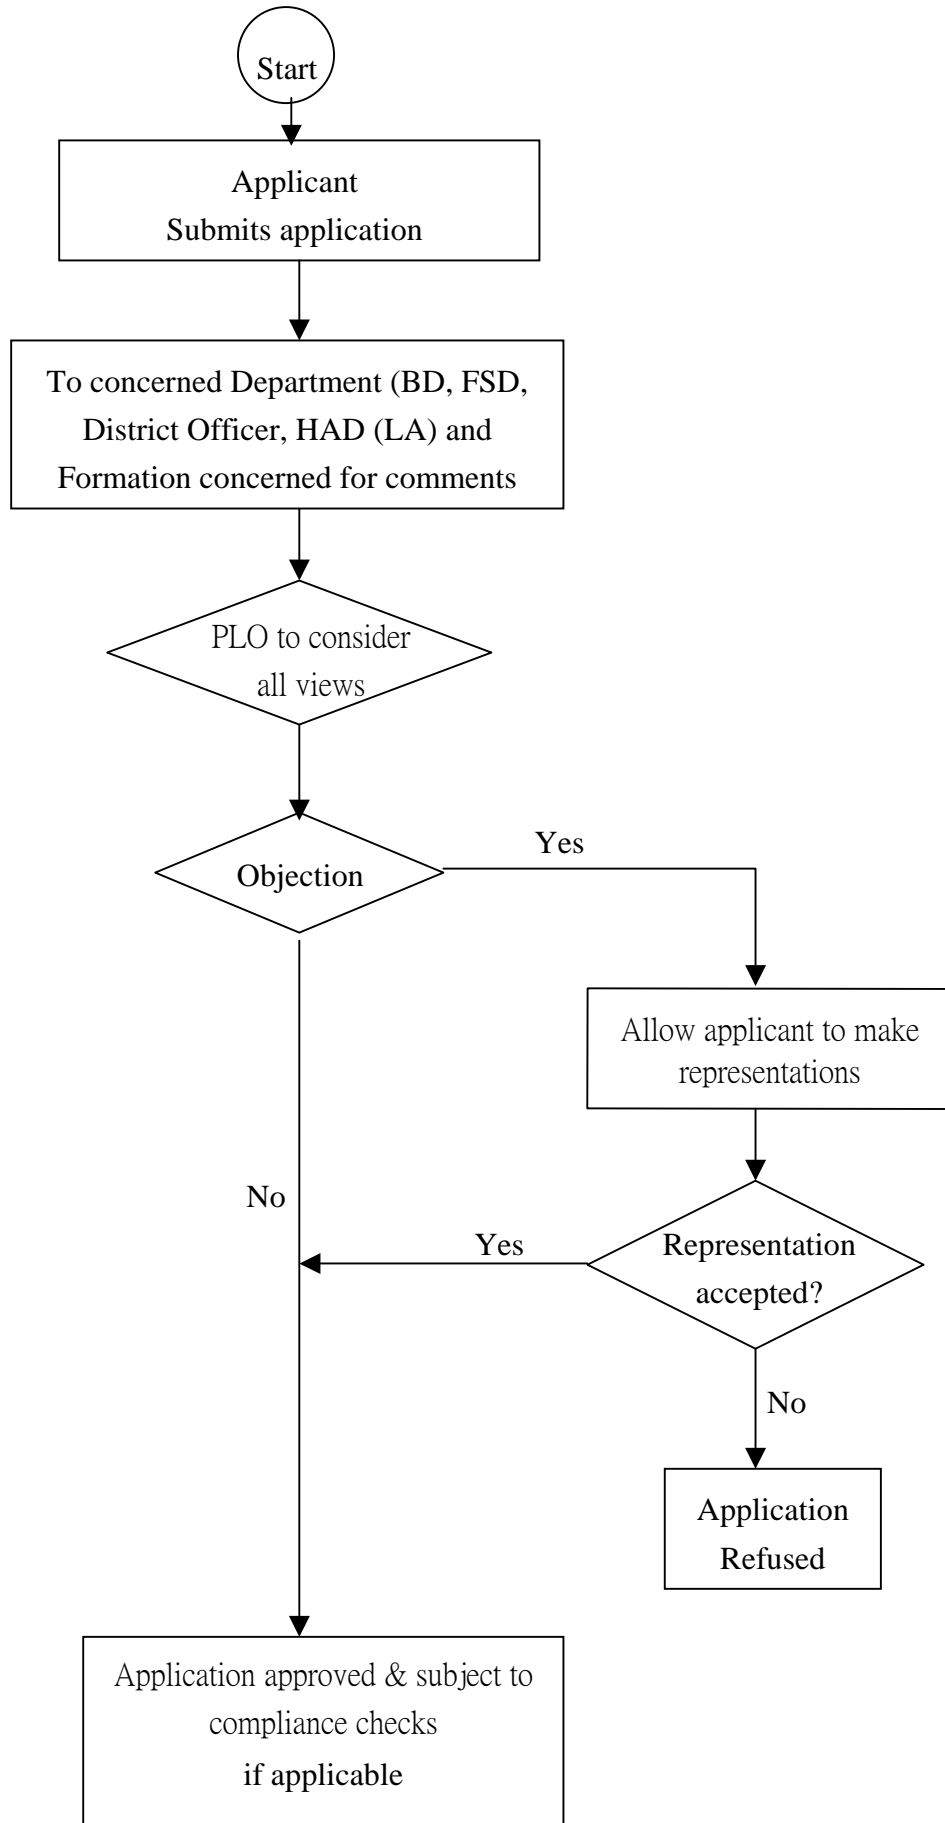 Start
Applicant
Submits application
To concerned Department (BD, FSD,
District Officer, HAD (LA) and
Formation concerned for comments
PLO to consider
all views
Objection
Yes
Allow applicant to make
representations
No
Yes
Representation
accepted?
No
Application
Refused
Application approved & subject to
compliance checks
if applicable